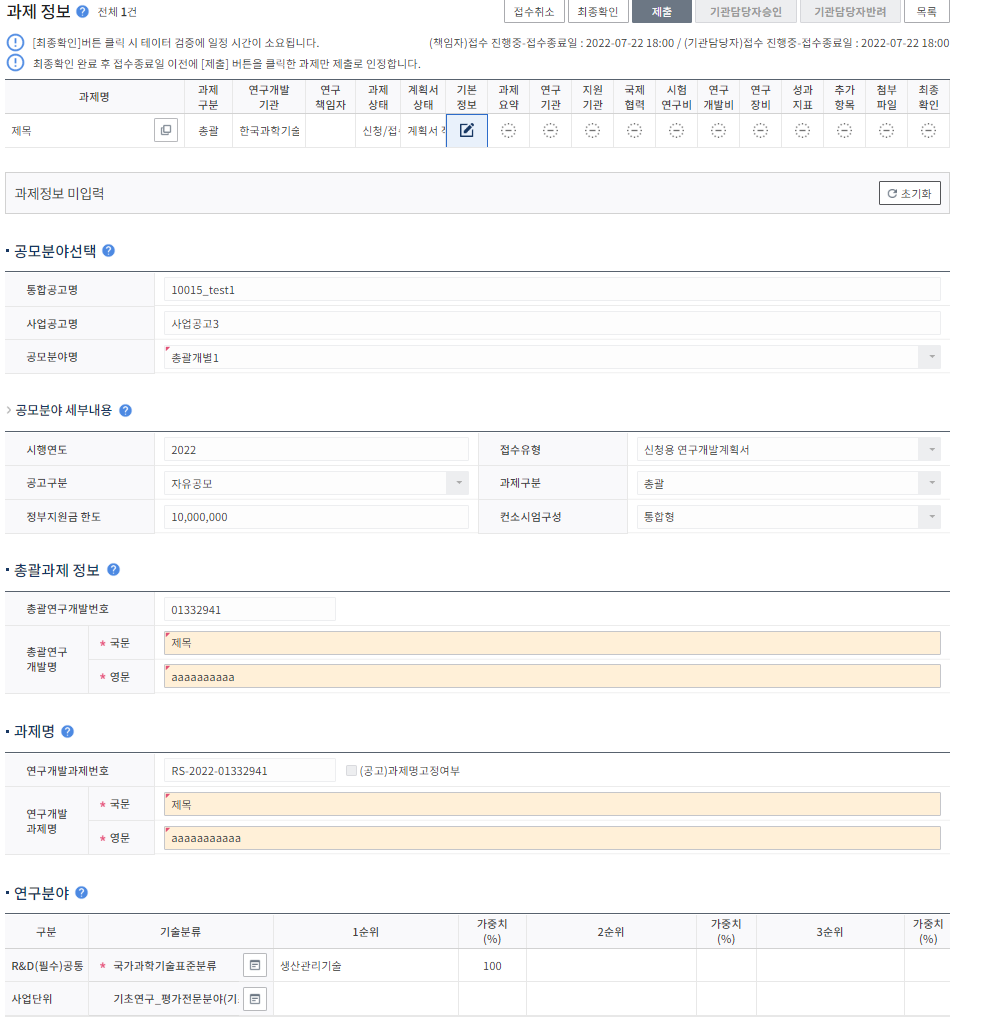 과제 정보 ? 전체 1건
접수취소 최종확인 제출 기관담당자승인 기관담당자반려 목록
[최종확인]버튼 클릭 시 테이터 검증에 일정 시간이 소요됩니다.
(책임자)접수 진행중-접수종료일 : 2022-07-22 18:00 / (기관담당자)접수 진행중-접수종료일 : 2022-07-22 18:00
최종확인 완료 후 접수종료일 이전에 [제출] 버튼을 클릭한 과제만 제출로 인정합니다.
과제명 과제 구분 연구개발 기관 연구 책임자 과제 상태 계획서 상태 기본 정보 과제 요약 연구 기관 지원 기관 국제 협력 시험 연구비 연구 개발비 연구 장비 성과 지표 추가 항목 첨부 파일 최종 확인
제목 총괄 한국과학기술 신청/접 계획서
과제정보 미입력 초기화
공모분야선택 ?
통합공고명 10015_test1
사업공고명 사업공고3
공모분야명 총괄개별1
공모분야 세부내용 ?
시행연도 2022 접수유형 신청용 연구개발계획서
공고구분 자유공모 과제구분 총괄
정부지원금 한도 10,000,000 컨소시엄구성 통합형
총괄과제 정보 ?
총괄연구개발번호 01332941
총괄연구
개발명
* 국문 제목
* 영문 aaaaaaaaaa
과제명 ?
연구개발과제번호 RS-2022-01332941 (공고)과제명고정여부
연구개발
과제명
* 국문 제목
* 영문 aaaaaaaaaaa
연구분야 ?
구분 기술분류 1순위 가중치 (%) 2순위 가중치 (%) 3순위 가중치 (%)
R&D(필수)공통 * 국가과학기술표준분류 생산관리기술 100
사업단위 기초연구_평가전문분야(기.